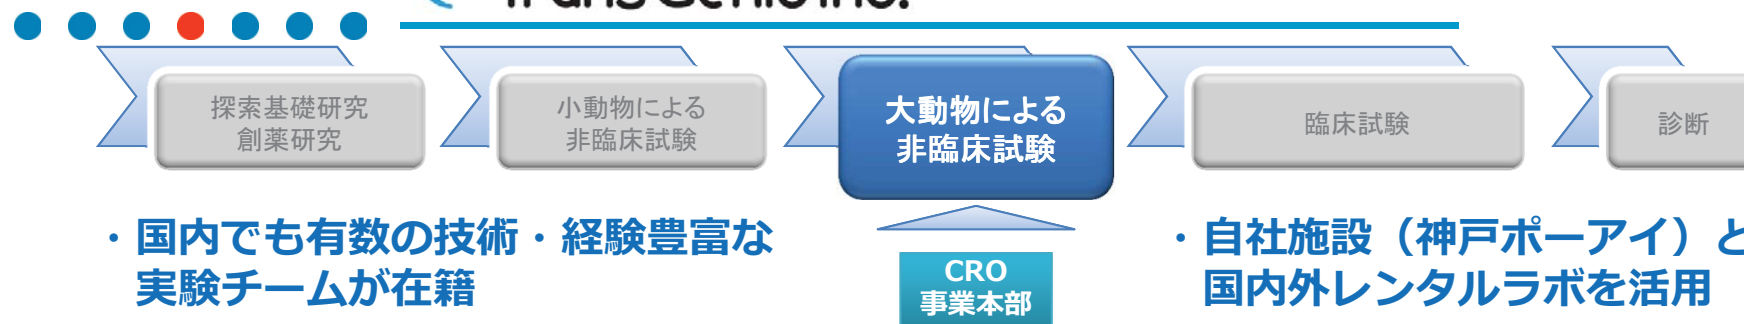 Trans Genic Inc.
探索基礎研究
創薬研究
小動物による
非臨床試験
大動物による
非臨床試験
臨床試験
診断
・国内でも有数の技術・経験豊富な
実験チームが在籍
CRO
事業本部
・自社施設（神戸ポーアイ）と
国内外レンタルラボを活用